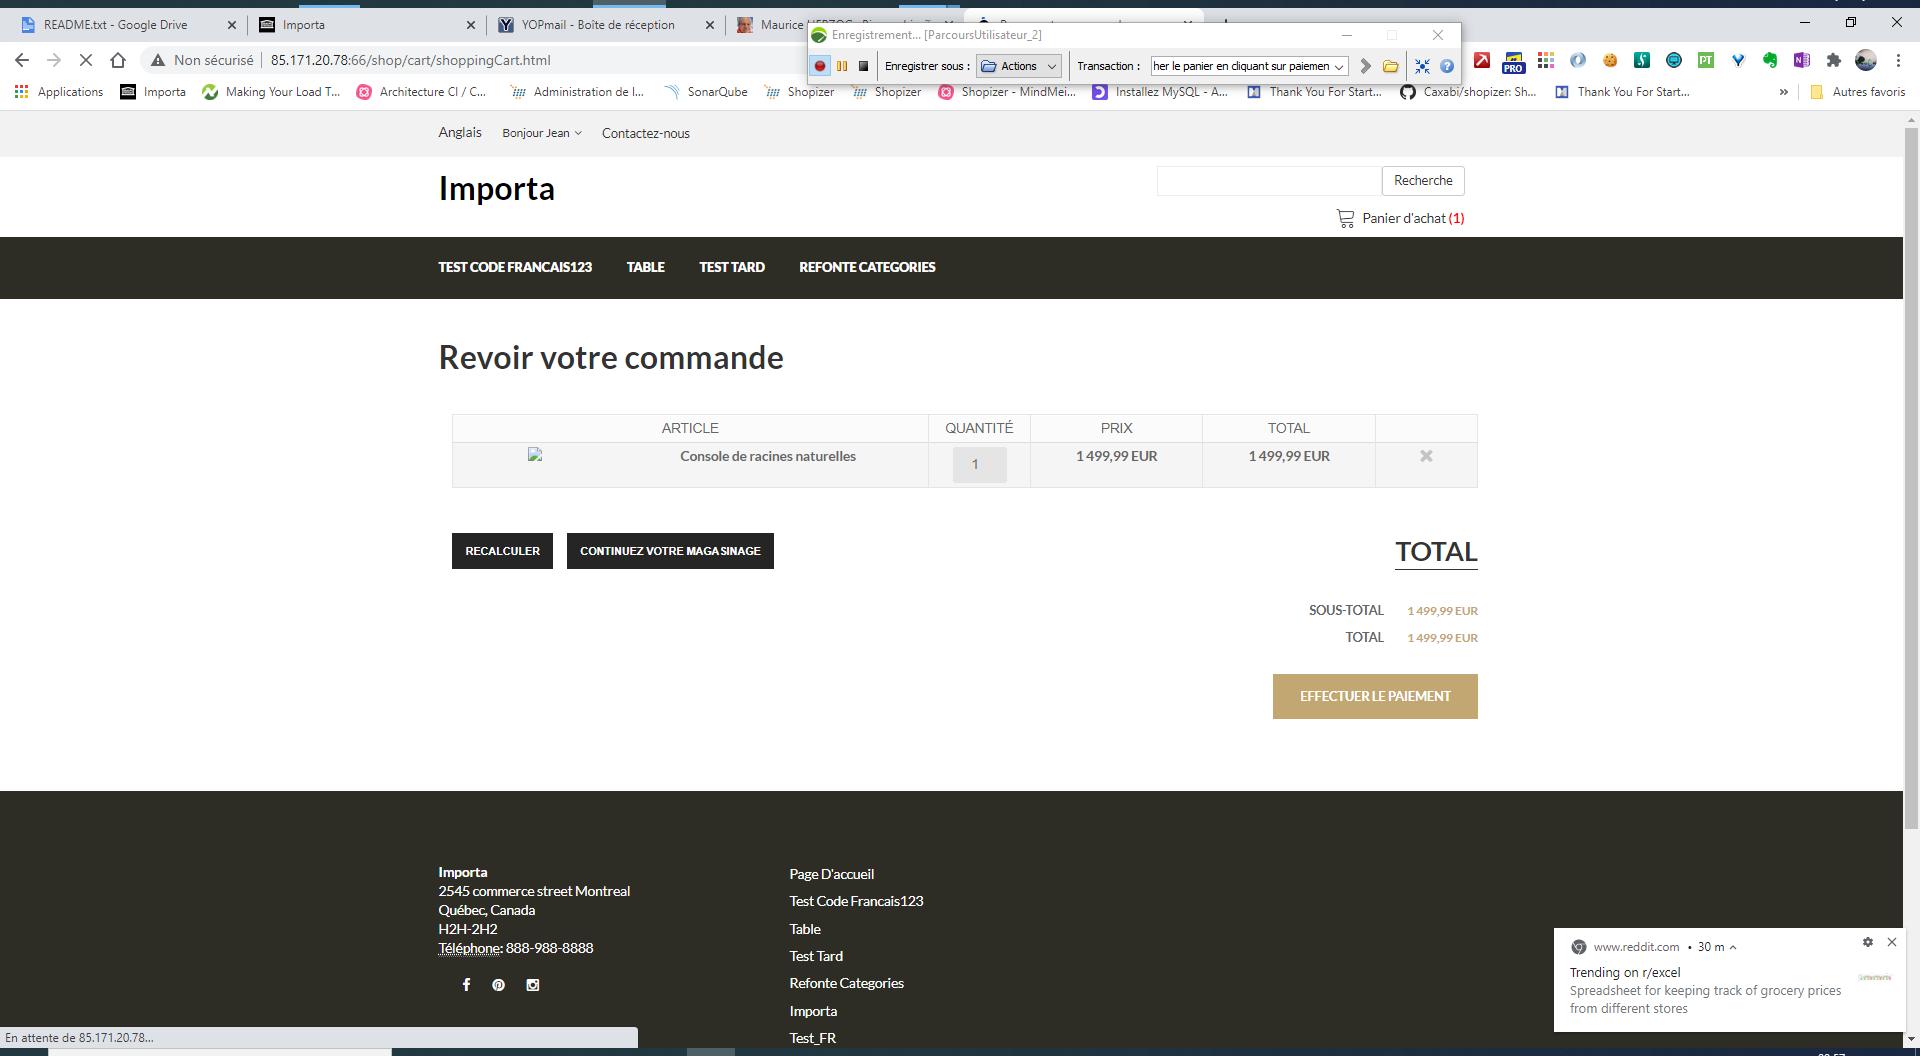 README.txt - Google Drive
Importa
YOPmail - Boîte de réception
Enregistrement... [ParcoursUtilisateur_2]
Non sécurisé
85.171.20.78:66/shop/cart/shoppingCart.html
Enregistrer sous :
Actions
Transaction :
her le panier en cliquant sur paiemen
Applications
Importa
Making Your Load T...
Architecture CI / C...
Administration de l...
SonarQube
Shopizer
Shopizer
Shopizer - MindMei...
Installez MySQL - A...
Thank You For Start...
Caxabi/shopizer: Sh...
Thank You For Start...
»
Autres favoris
Anglais
Bonjour Jean
Contactez-nous
Importa
Recherche
Panier d'achat (1)
TEST CODE FRANCAIS123
TABLE
TEST TARD
REFONTE CATEGORIES
Revoir votre commande
ARTICLE
QUANTITÉ
PRIX
TOTAL
Console de racines naturelles
1
1 499,99 EUR
1 499,99 EUR
RECALCULER
CONTINUEZ VOTRE MAGASINAGE
TOTAL
SOUS-TOTAL
1 499,99 EUR
TOTAL
1 499,99 EUR
EFFECTUER LE PAIEMENT
Importa
2545 commerce street Montreal
Québec, Canada
H2H-2H2
Téléphone: 888-988-8888
Page D'accueil
Test Code Francais123
Table
Test Tard
Refonte Categories
Importa
Test_FR
www.reddit.com • 30 m
Trending on r/excel
Spreadsheet for keeping track of grocery prices
from different stores
En attente de 85.171.20.78...